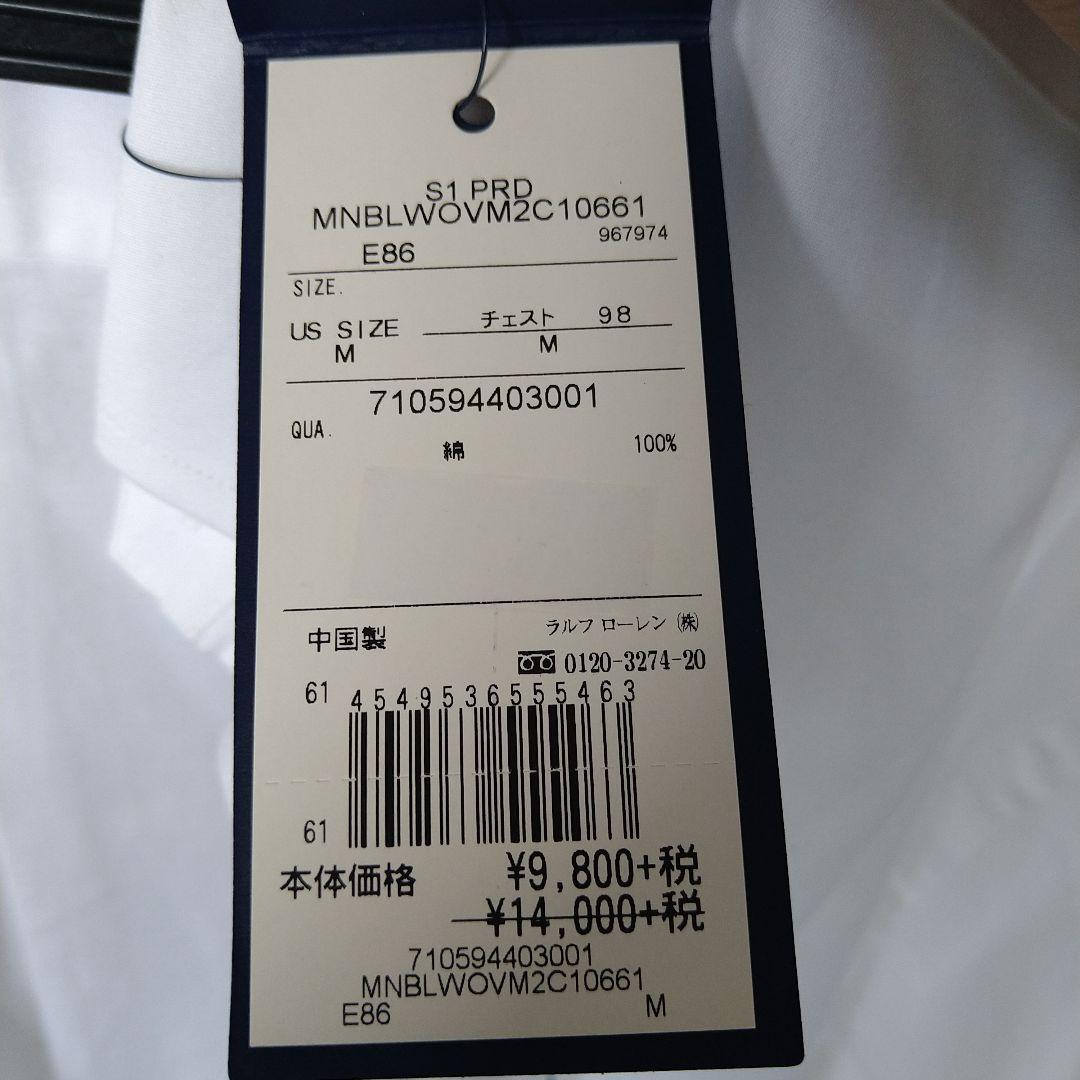 S1 PRD
MNBLWOVM2C10661
E86 967974
SIZE.
US SIZE チェスト 98
M M
710594403001
QUA.
綿 100%
中国製 ラルフ ローレン ㈱
0120-3274-20
61 4549536555463
61
本体価格 ¥9,800+税
¥14,000+税
710594403001
MNBLWOVM2C10661
E86 M